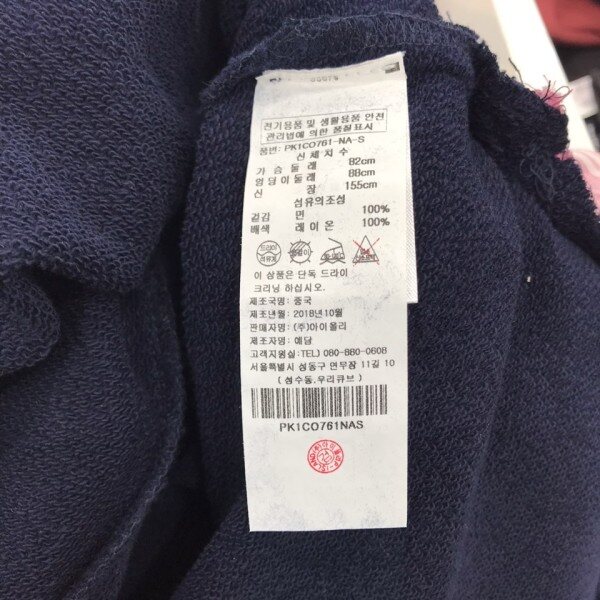 00079
전기용품 및 생활용품 안전
관리법에 의한 품질표시
품번: PK1CO761-NA-S
신체치수
가슴둘레 82cm
엉덩이둘레 88cm
신장 155cm
섬유의조성
겉감 면 100%
배색 레이온 100%
드라이
이 상품은 단독 드라이
크리닝 하십시오.
제조국명: 중국
제조년월: 2018년10월
판매자명: (주)아이올리
제조자명: 예담
고객지원실: TEL) 080-880-0608
서울특별시 성동구 연무장 11길 10
(성수동,우리큐브)
PK1CO761NAS